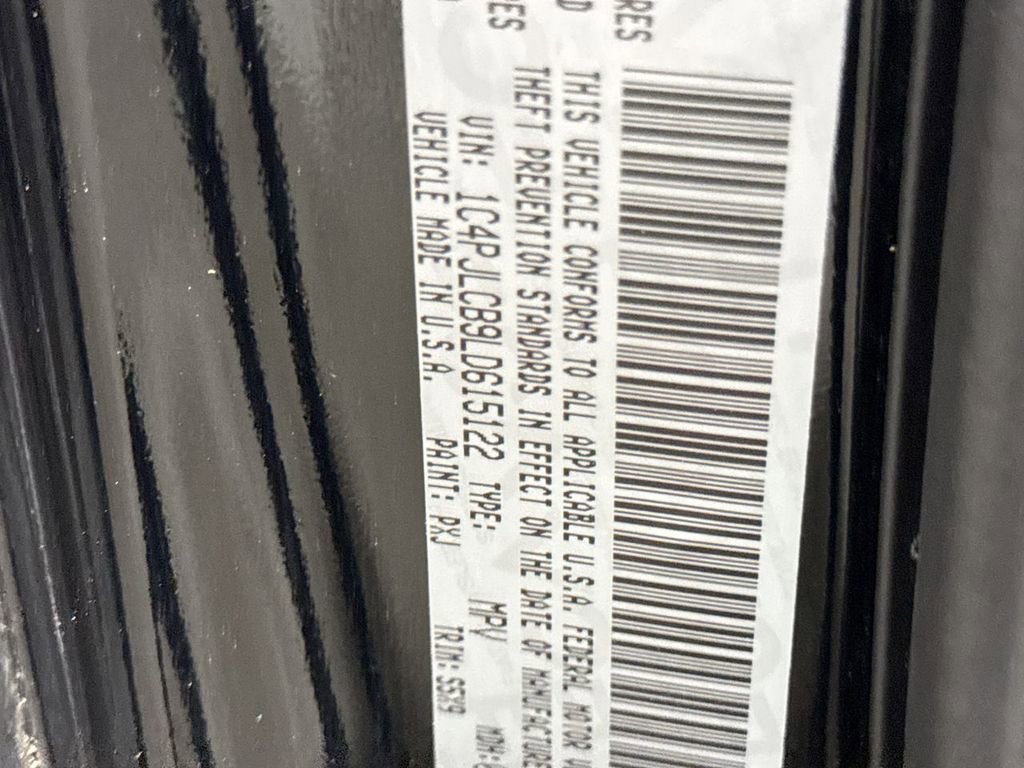 RES
THIS VEHICLE CONFORMS TO ALL APPLICABLE U.S.A. FEDERAL MOTOR V
THEFT PREVENTION STANDARDS IN EFFECT ON THE DATE OF MANUFACTURE
VIN: 1C4PJLCB9LD615122 TYPE: MPV MDH:
VEHICLE MADE IN U.S.A. PAINT: PXJ TRIM: S5X9